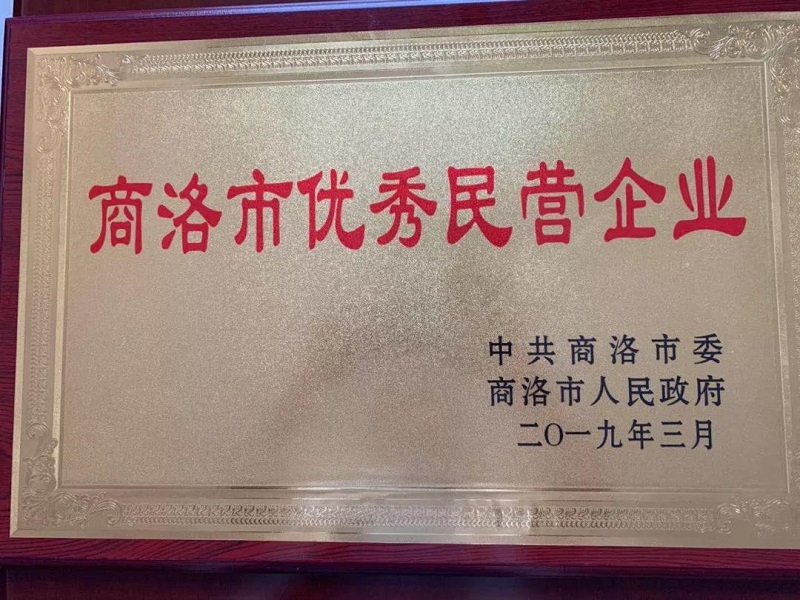 商洛市优秀民营企业
中共商洛市委
商洛市人民政府
二〇一九年三月